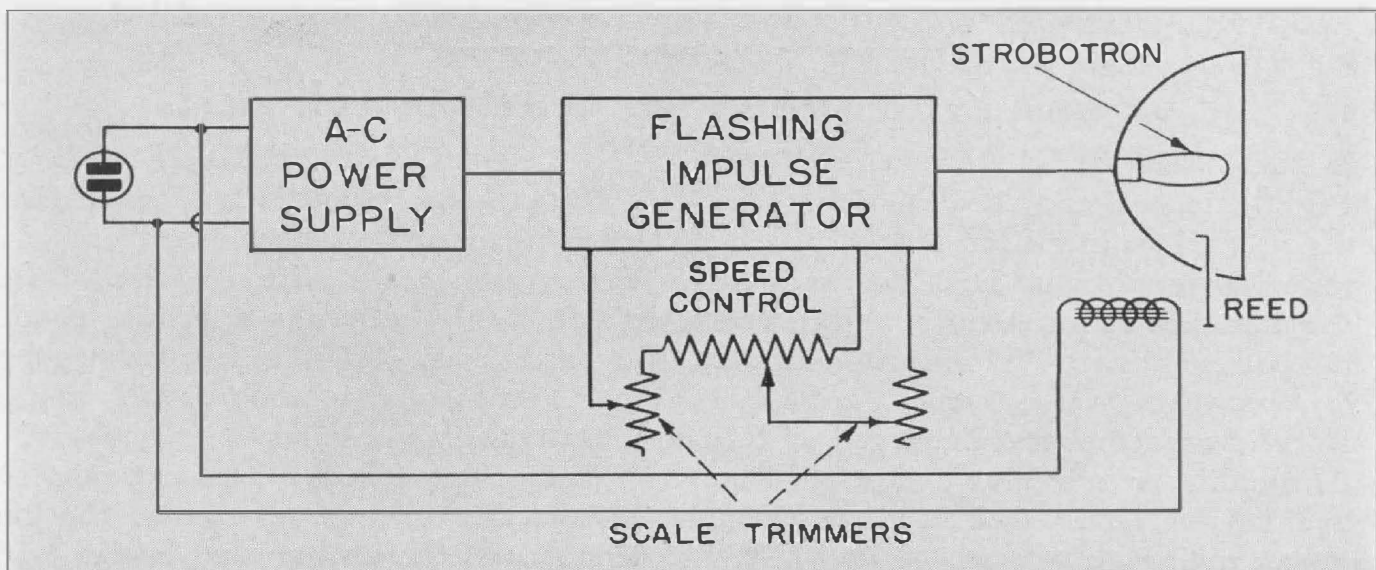 STROBOTRON
A-C
POWER
SUPPLY
FLASHING
IMPULSE
GENERATOR
SPEED
CONTROL
REED
SCALE TRIMMERS